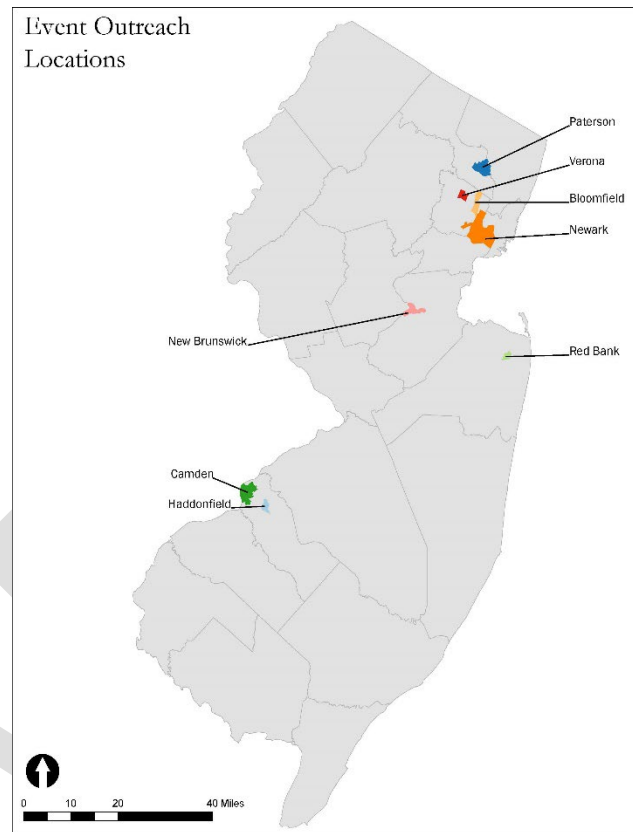 Event Outreach
Locations
Paterson
Verona
Bloomfield
Newark
New Brunswick
Red Bank
Camden
Haddonfield
0 10 20 40 Miles